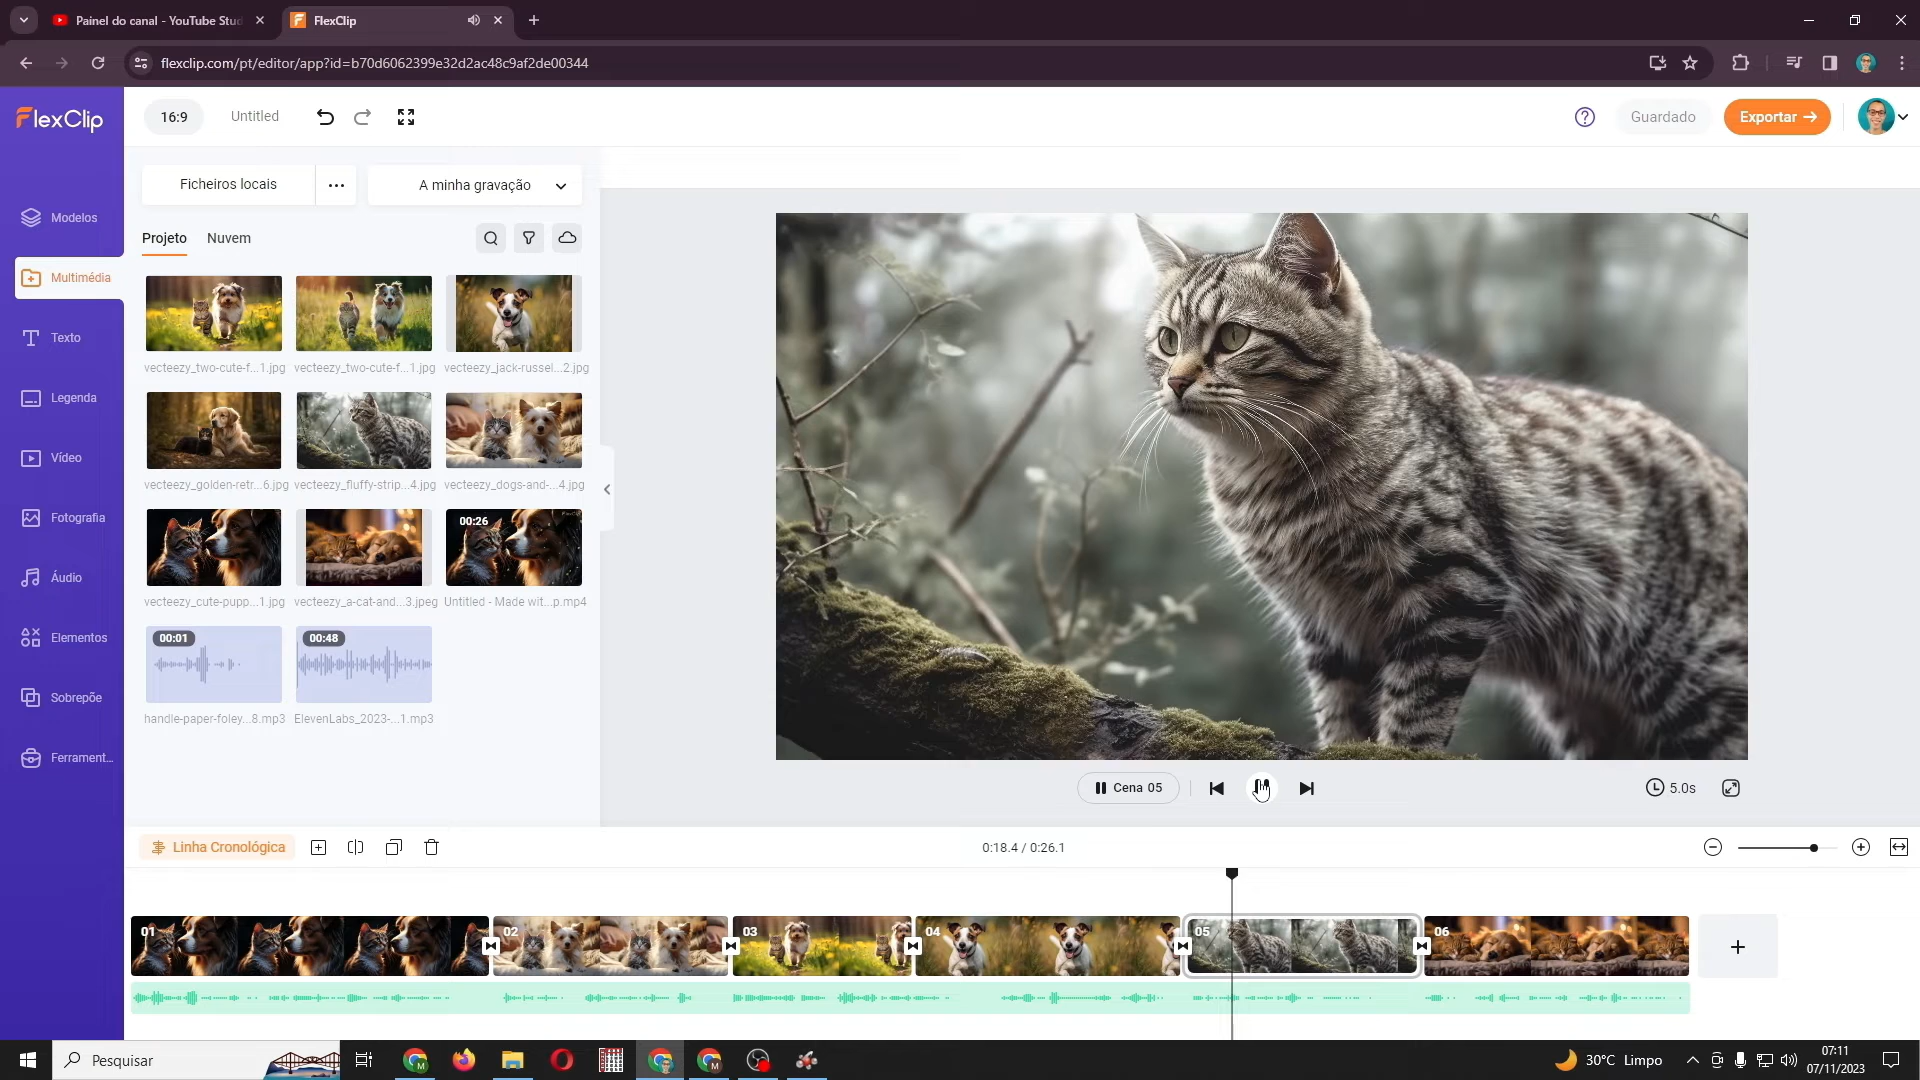 Painel do canal - YouTube Stud
FlexClip
flexclip.com/pt/editor/app?id=b70d6062399e32d2ac48c9af2de00344
FlexClip
16:9
Untitled
Guardado
Exportar
Ficheiros locais
A minha gravação
Projeto
Nuvem
Modelos
Multimédia
Texto
Legenda
Vídeo
Fotografia
Áudio
Elementos
Sobrepõe
Ferrament...
vecteezy_two-cute-f...1.jpg
vecteezy_two-cute-f...1.jpg
vecteezy_jack-russel...2.jpg
vecteezy_golden-retr...6.jpg
vecteezy_fluffy-strip...4.jpg
vecteezy_dogs-and-...4.jpg
00:26
vecteezy_cute-pupp...1.jpg
vecteezy_a-cat-and...3.jpeg
Untitled - Made wit...p.mp4
00:01
00:48
handle-paper-foley...8.mp3
ElevenLabs_2023-...1.mp3
Cena 05
5.0s
Linha Cronológica
0:18.4 / 0:26.1
01
02
03
04
05
06
Pesquisar
30°C Limpo
07:11
07/11/2023